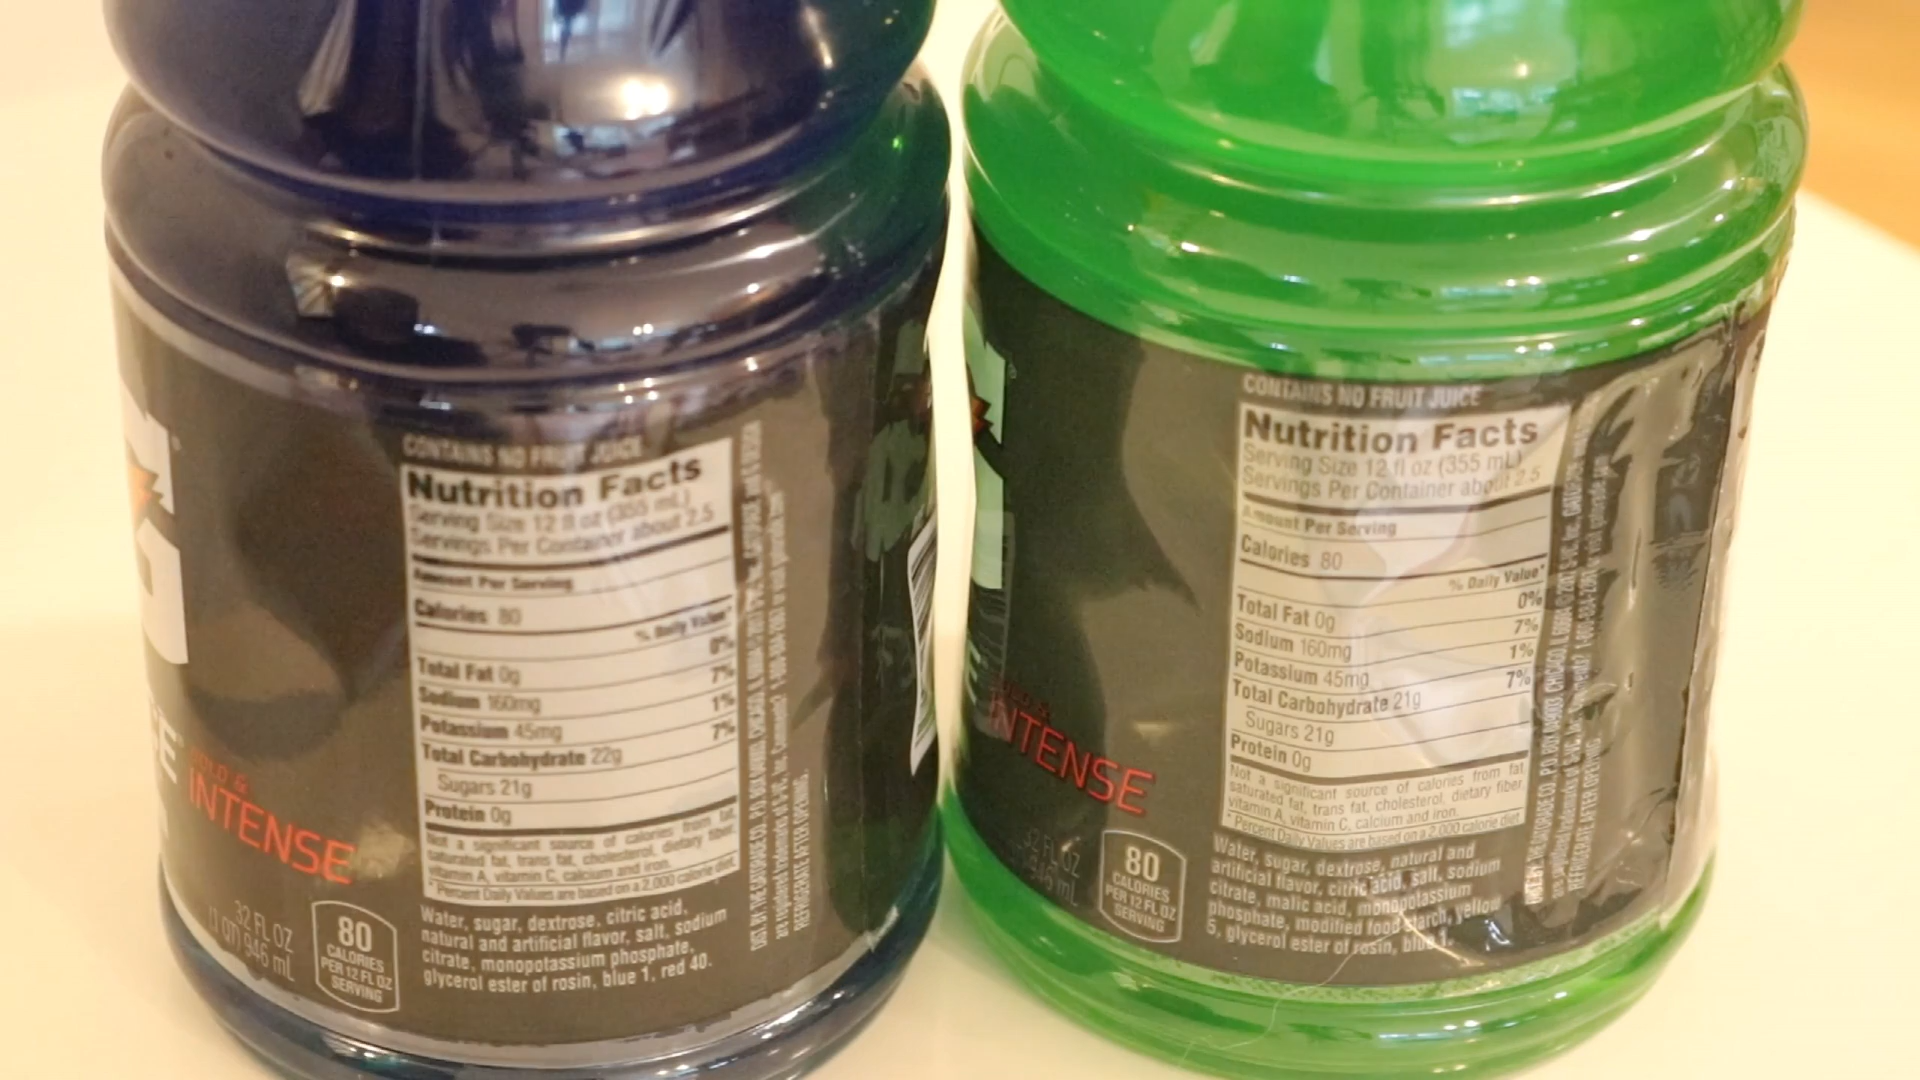 CONTAINS NO FRUIT JUICE
Nutrition Facts
Serving Size 12 fl oz (355 mL)
Servings Per Container about 2.5
Amount Per Serving
Calories 80
% Daily Value*
Total Fat 0g 0%
Sodium 160mg 7%
Potassium 45mg 1%
Total Carbohydrate 22g 7%
Sugars 21g
Protein 0g
Not a significant source of calories from fat,
saturated fat, trans fat, cholesterol, dietary fiber,
vitamin A, vitamin C, calcium and iron.
* Percent Daily Values are based on a 2,000 calorie diet.
Water, sugar, dextrose, citric acid,
natural and artificial flavor, salt, sodium
citrate, monopotassium phosphate,
glycerol ester of rosin, blue 1, red 40.
BOLD &
INTENSE
32 FL OZ
(1 QT) 946 mL
80
CALORIES
PER 12 FL OZ
SERVING
REFRIGERATE AFTER OPENING
CONTAINS NO FRUIT JUICE
Nutrition Facts
Serving Size 12 fl oz (355 mL)
Servings Per Container about 2.5
Amount Per Serving
Calories 80
% Daily Value*
Total Fat 0g 0%
Sodium 160mg 7%
Potassium 45mg 1%
Total Carbohydrate 21g 7%
Sugars 21g
Protein 0g
Not a significant source of calories from fat,
saturated fat, trans fat, cholesterol, dietary fiber,
vitamin A, vitamin C, calcium and iron.
* Percent Daily Values are based on a 2,000 calorie diet.
Water, sugar, dextrose, natural and
artificial flavor, citric acid, salt, sodium
citrate, malic acid, monopotassium
phosphate, modified food starch, yellow
5, glycerol ester of rosin, blue 1.
INTENSE
32 FL OZ
946 mL
80
CALORIES
PER 12 FL OZ
SERVING
REFRIGERATE AFTER OPENING